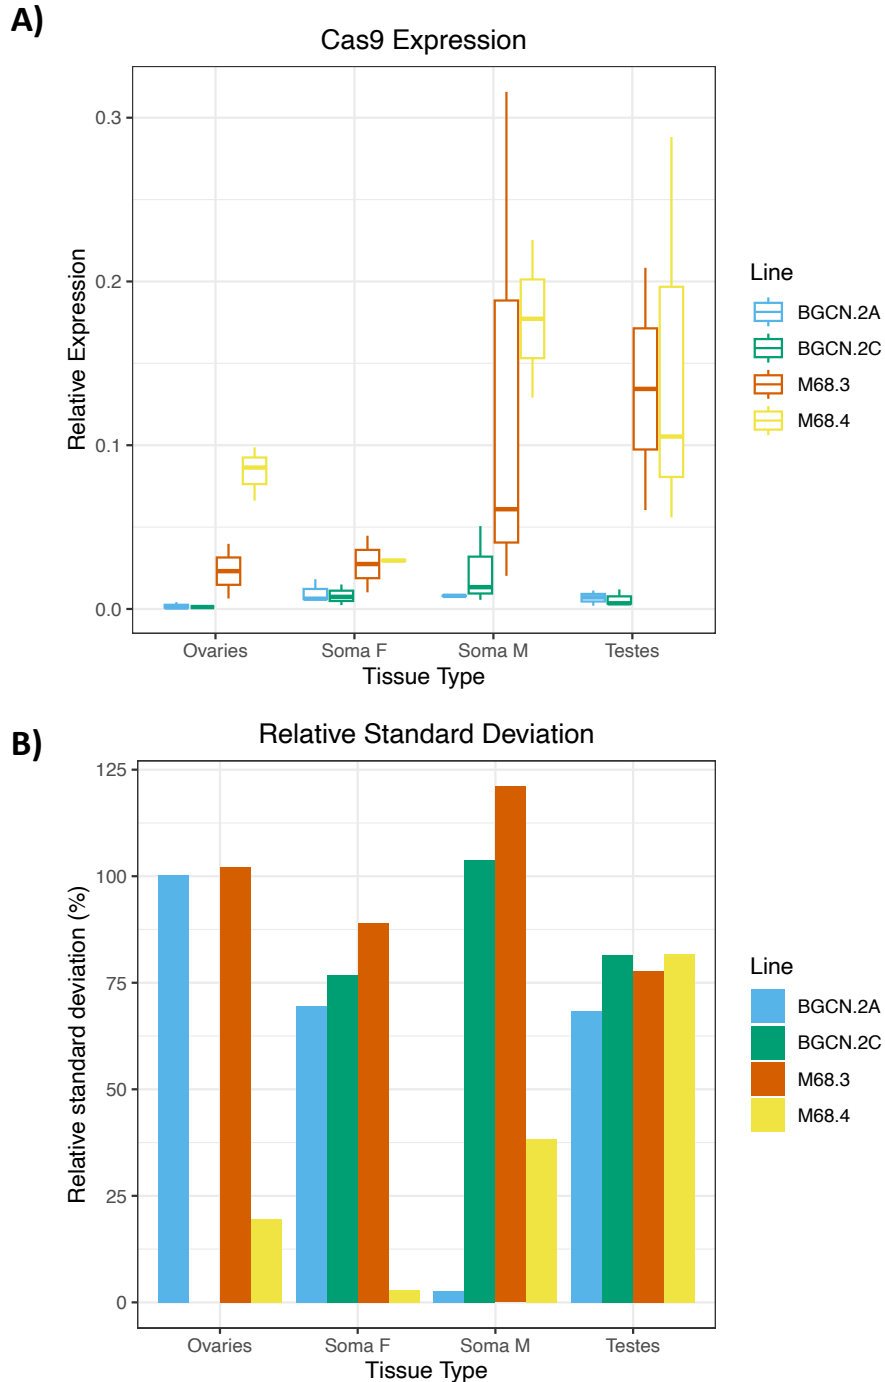 A)
Cas9 Expression
Relative Expression
0.3
0.2
0.1
0.0
Ovaries
Soma F
Soma M
Testes
Tissue Type
Line
BGCN.2A
BGCN.2C
M68.3
M68.4
B)
Relative Standard Deviation
Relative standard deviation (%)
125
100
75
50
25
0
Ovaries
Soma F
Soma M
Testes
Tissue Type
Line
BGCN.2A
BGCN.2C
M68.3
M68.4